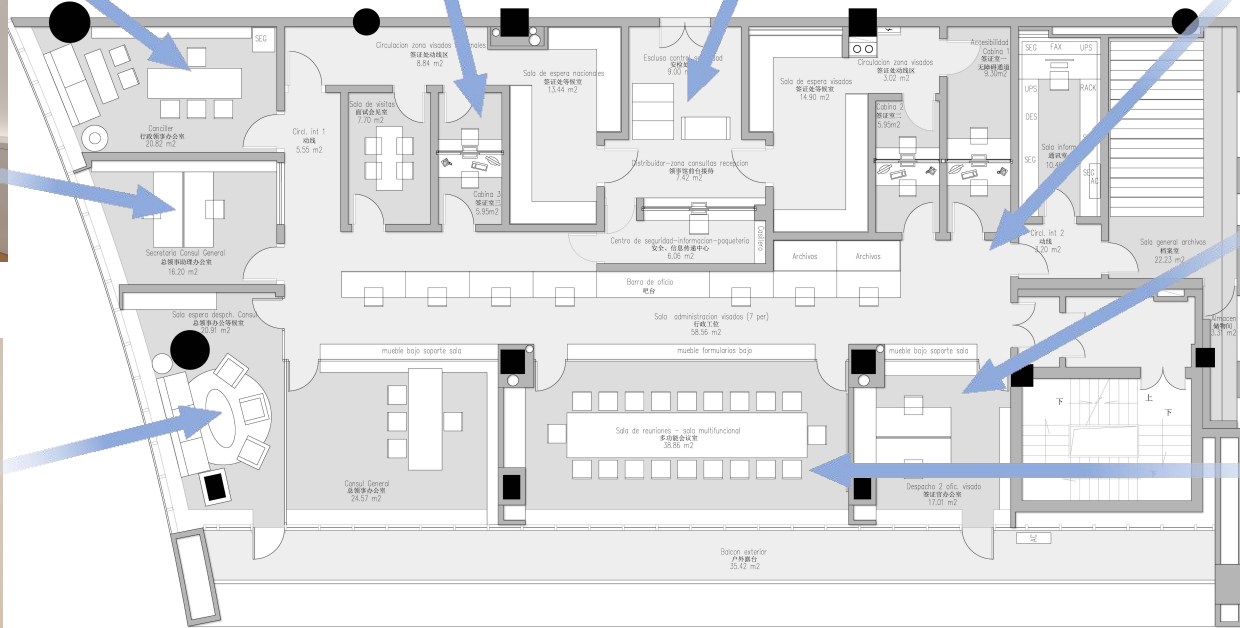 SEG
Canciller
行政领事办公室
20.82 m2
Circl. int 1
动线
5.55 m2
Circulacion zona visados
签证处动线区
8.84 m2
Sala de visitas
面试会见室
7.70 m2
Cabina 3
签证室三
5.95m2
Sala de espera nacionales
签证处等候室
13.44 m2
Esclusa control
9.00
Distribuidor-zona consultas recepcion
领事馆前台接待
7.42 m2
Centro de seguridad-informacion-paqueteria
安全、信息传递中心
6.06 m2
Casillero
Sala de espera visados
签证处等候室
14.90 m2
Circulacion zona visados
签证处动线区
3.02 m2
Cabina 2
签证室二
5.95m2
Accesibilidad
Cabina 1
签证室一
无障碍通道
9.30m2
SEG FAX UPS
UPS RACK
DES
SEG
SEG
AC
Sala inform
通讯室
Circl. int 2
动线
3.20 m2
Sala general archivos
档案室
22.23 m2
Almacen
储物间
Secretaria Consul General
总领事助理办公室
16.20 m2
Archivos
Archivos
Barra de oficio
吧台
Sala administracion visados (7 per)
行政工位
58.56 m2
Sala espera despch. Consul
总领事办公等候室
20.91 m2
mueble bajo soporte sala
mueble formularios bajo
mueble bajo soporte sala
Consul General
总领事办公室
24.57 m2
Sala de reuniones - sala multifuncional
多功能会议室
38.86 m2
Despacho 2 ofic. visado
签证官办公室
17.01 m2
下
上
下
下
AC
Balcon exterior
户外露台
35.42 m2